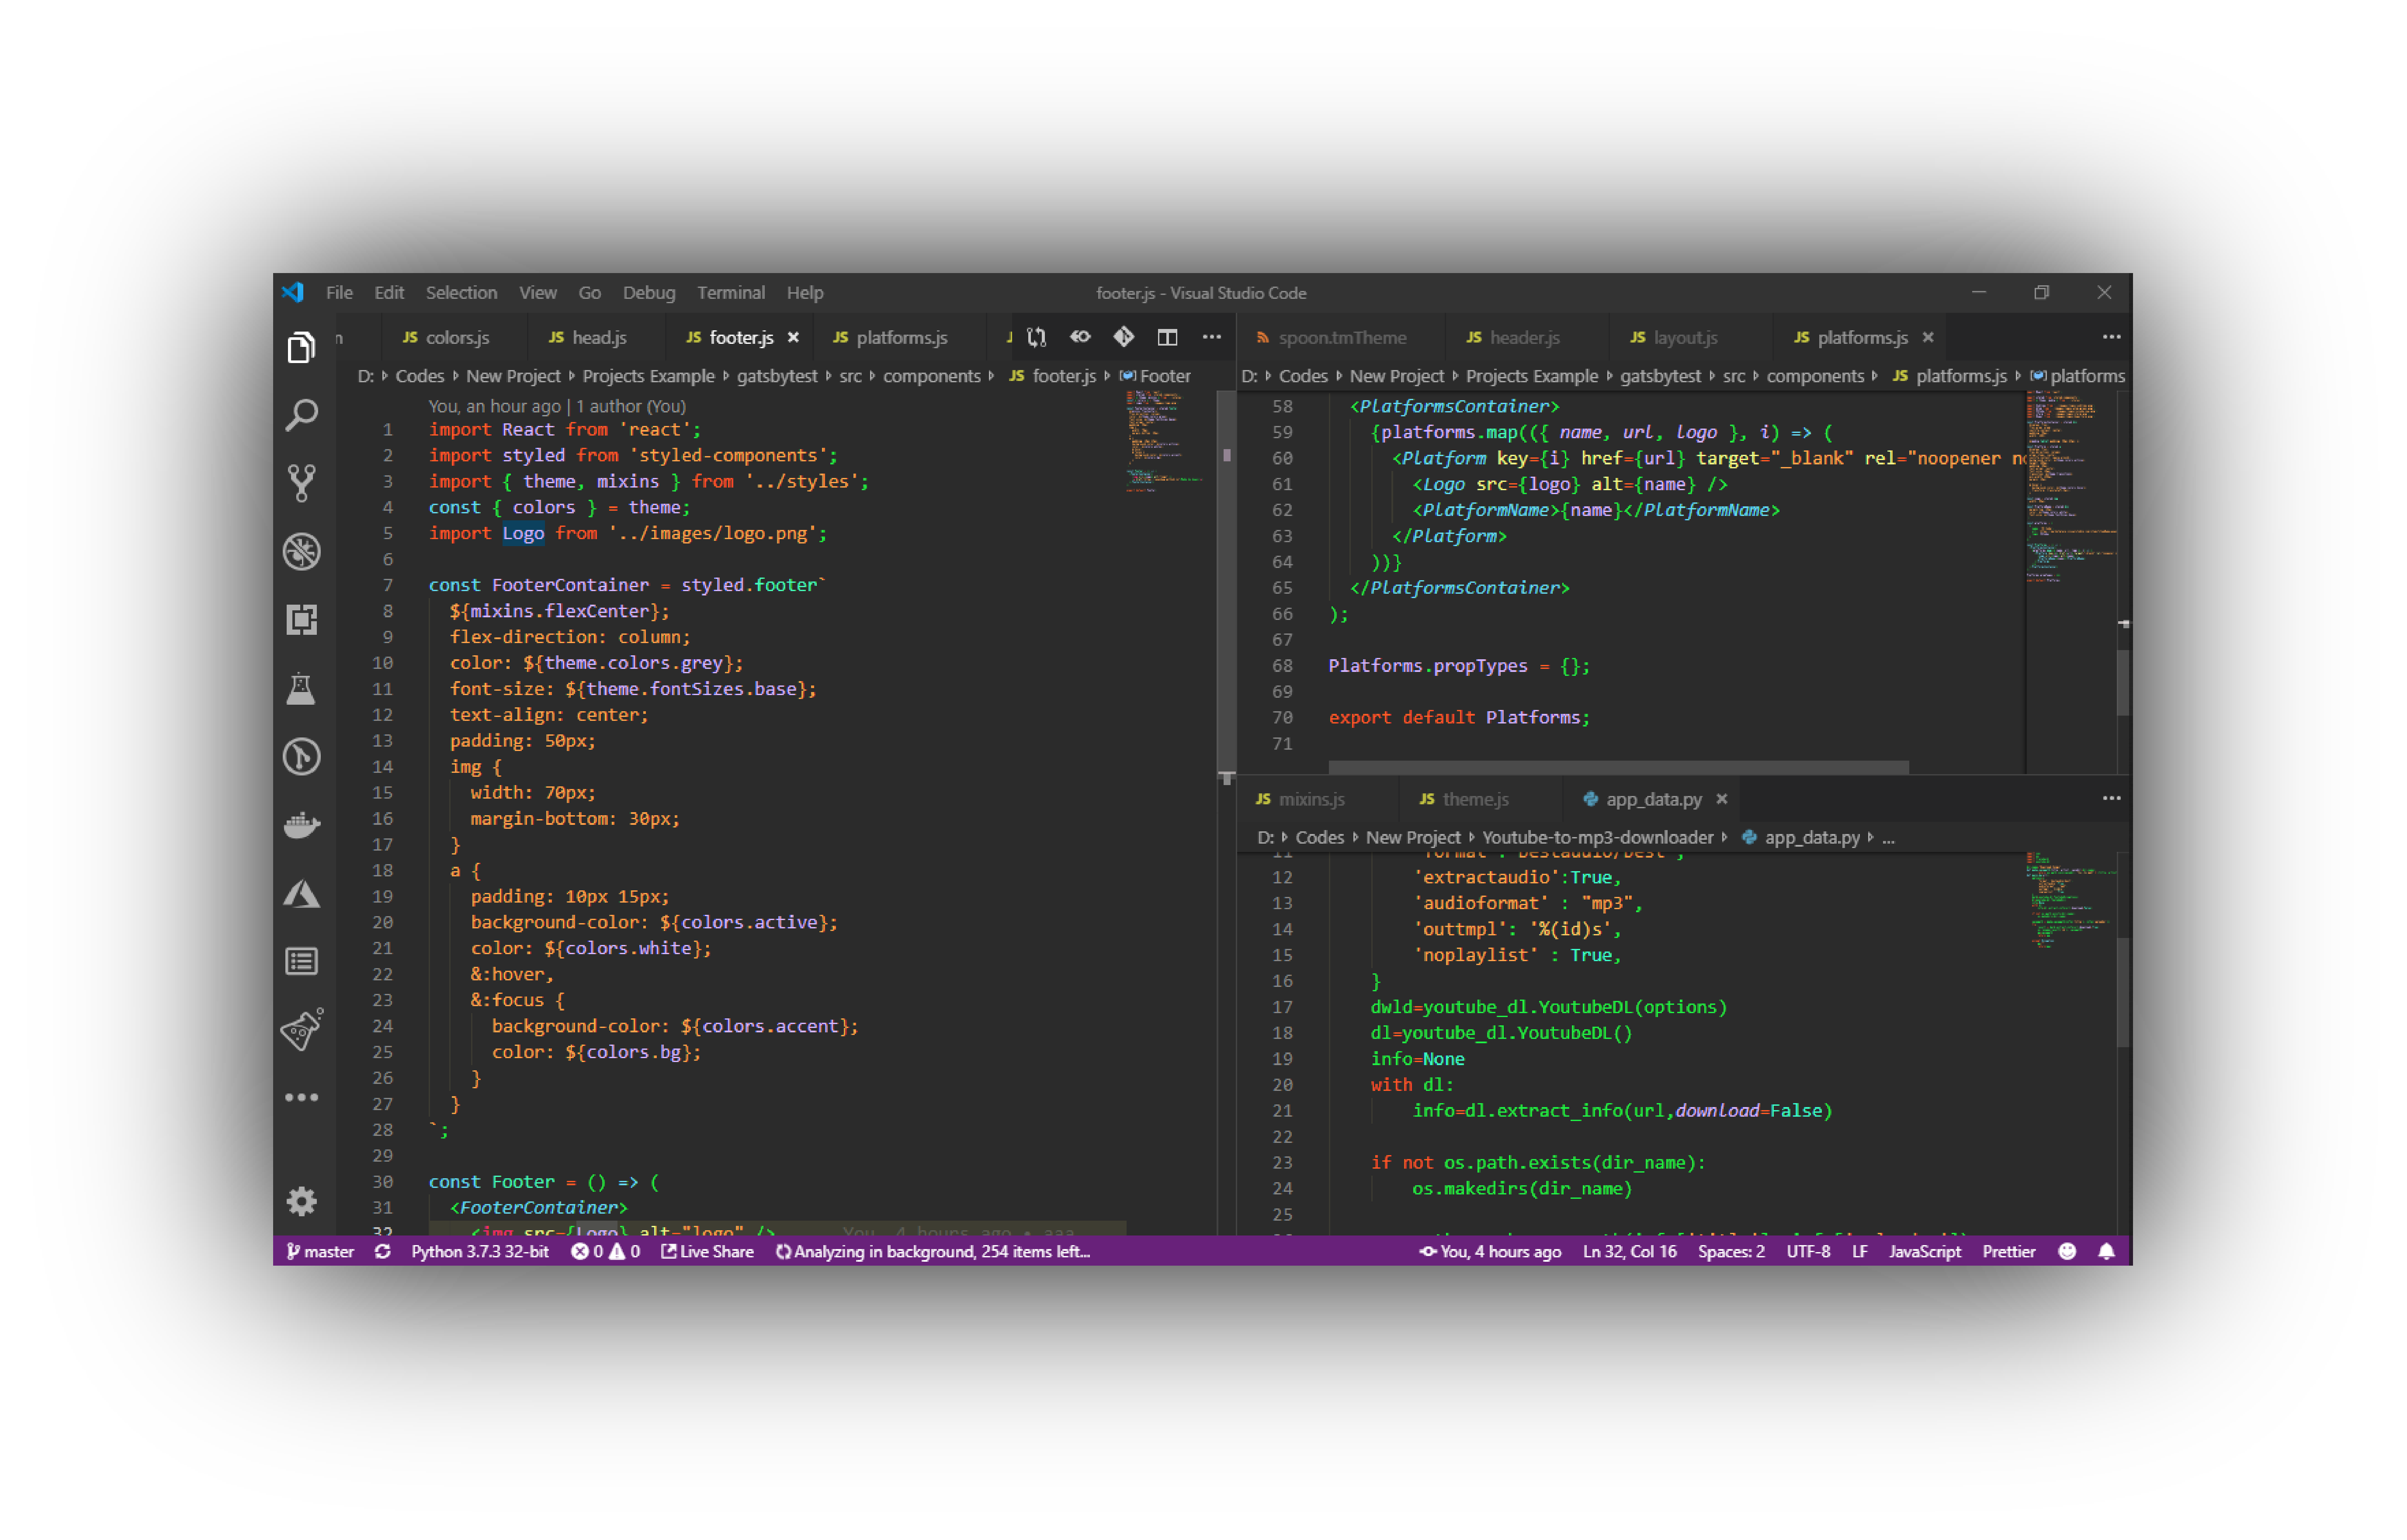 File Edit Selection View Go Debug Terminal Help footer.js - Visual Studio Code
JS colors.js JS head.js JS footer.js × JS platforms.js
D: Codes New Project Projects Example gatsbytest src components JS footer.js Footer
You, an hour ago | 1 author (You)
1 import React from 'react';
2 import styled from 'styled-components';
3 import { theme, mixins } from '../styles';
4 const { colors } = theme;
5 import Logo from '../images/logo.png';
6
7 const FooterContainer = styled.footer`
8 ${mixins.flexCenter};
9 flex-direction: column;
10 color: ${theme.colors.grey};
11 font-size: ${theme.fontSizes.base};
12 text-align: center;
13 padding: 50px;
14 img {
15 width: 70px;
16 margin-bottom: 30px;
17 }
18 a {
19 padding: 10px 15px;
20 background-color: ${colors.active};
21 color: ${colors.white};
22 &:hover,
23 &:focus {
24 background-color: ${colors.accent};
25 color: ${colors.bg};
26 }
27 }
28 `;
29
30 const Footer = () => (
31 <FooterContainer>
32 <img src={Logo} alt="logo" /> You, 4 hours ago • aaa
spoon.tmTheme JS header.js JS layout.js JS platforms.js ×
D: Codes New Project Projects Example gatsbytest src components JS platforms.js platforms
58 <PlatformsContainer>
59 {platforms.map(({ name, url, logo }, i) => (
60 <Platform key={i} href={url} target="_blank" rel="noopener
61 <Logo src={logo} alt={name} />
62 <PlatformName>{name}</PlatformName>
63 </Platform>
64 ))}
65 </PlatformsContainer>
66 );
67
68 Platforms.propTypes = {};
69
70 export default Platforms;
71
JS mixins.js JS theme.js app_data.py ×
D: Codes New Project Youtube-to-mp3-downloader app_data.py ...
11 'format' : 'bestaudio/best',
12 'extractaudio':True,
13 'audioformat' : "mp3",
14 'outtmpl': '%(id)s',
15 'noplaylist' : True,
16 }
17 dwld=youtube_dl.YoutubeDL(options)
18 dl=youtube_dl.YoutubeDL()
19 info=None
20 with dl:
21 info=dl.extract_info(url,download=False)
22
23 if not os.path.exists(dir_name):
24 os.makedirs(dir_name)
25
master Python 3.7.3 32-bit 0 0 Live Share Analyzing in background, 254 items left... You, 4 hours ago Ln 32, Col 16 Spaces: 2 UTF-8 LF JavaScript Prettier